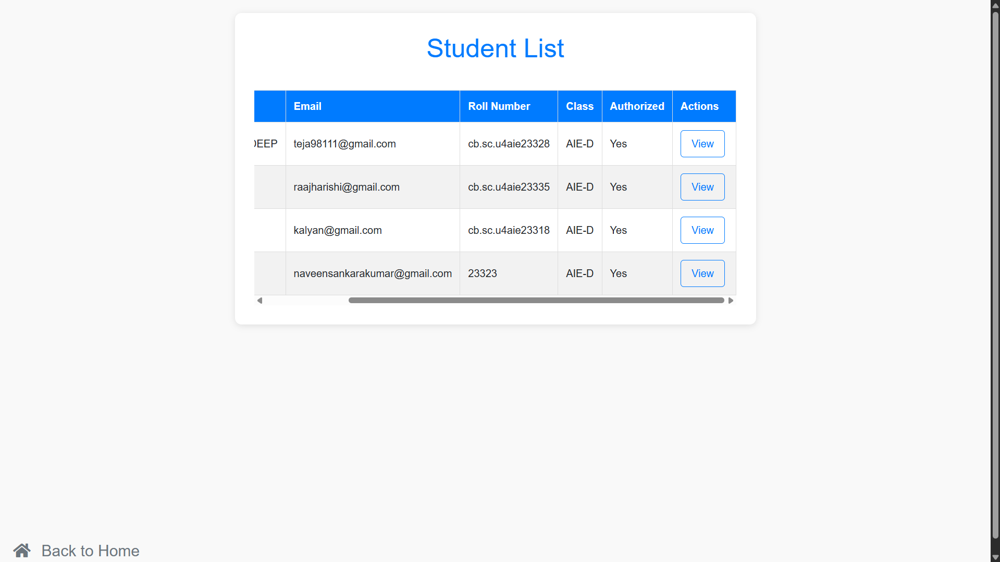 Student List
Email Roll Number Class Authorized Actions
teja98111@gmail.com cb.sc.u4aie23328 AIE-D Yes View
raajharishi@gmail.com cb.sc.u4aie23335 AIE-D Yes View
kalyan@gmail.com cb.sc.u4aie23318 AIE-D Yes View
naveensankarakumar@gmail.com 23323 AIE-D Yes View
Back to Home